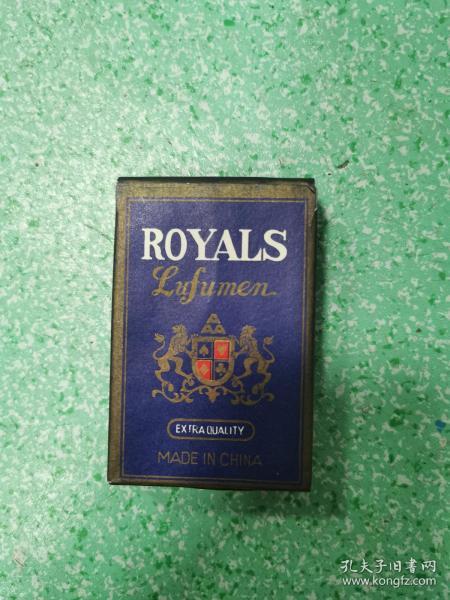 ROYALS
Lufumen
EXTRA QUALITY
MADE IN CHINA
孔夫子旧书网
www.kongfz.com